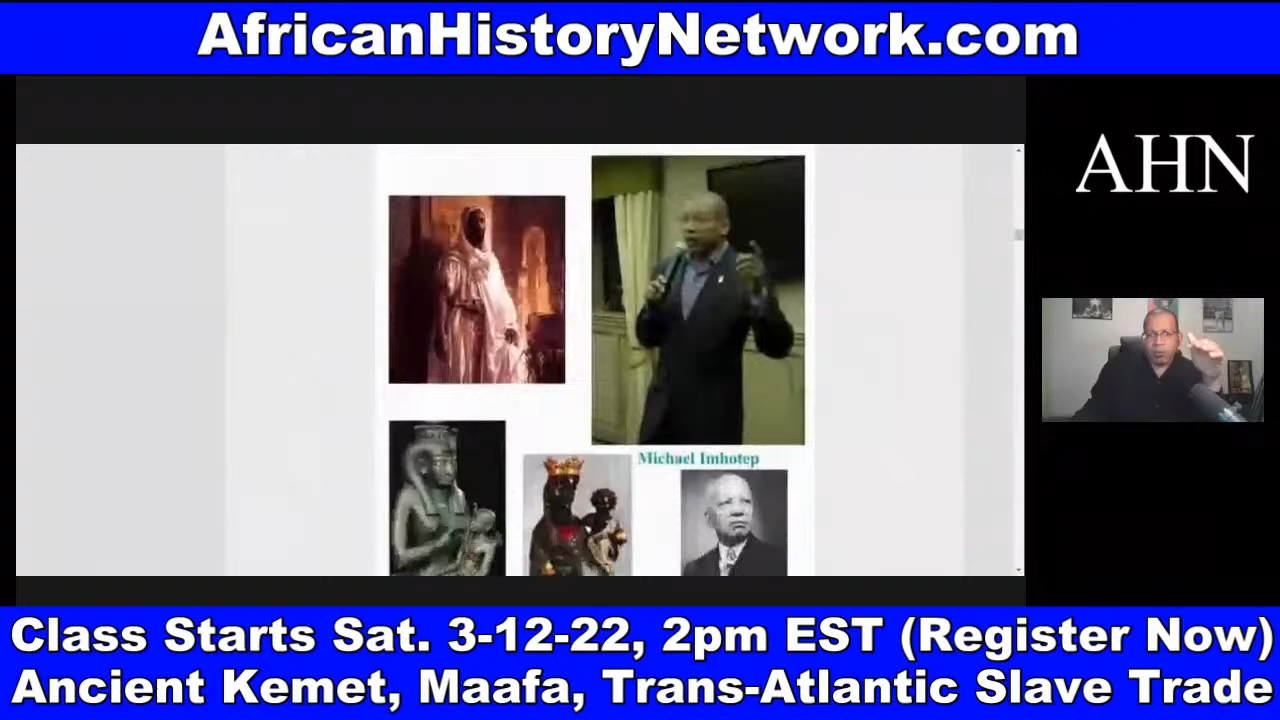 AfricanHistoryNetwork.com
AHN
Michael Imhotep
Class Starts Sat. 3-12-22, 2pm EST (Register Now)
Ancient Kemet, Maafa, Trans-Atlantic Slave Trade